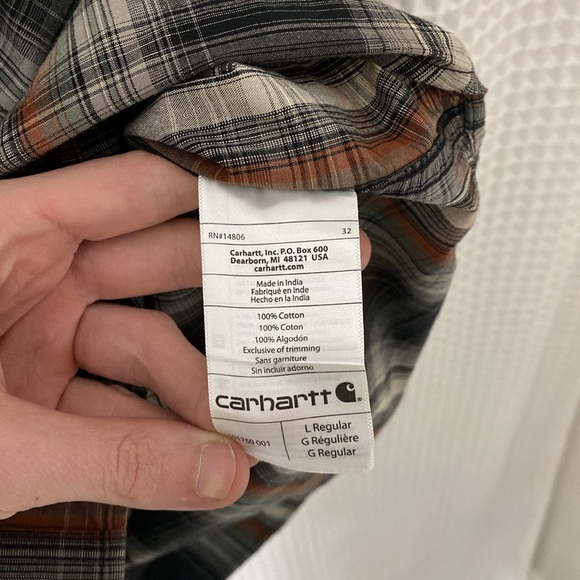 RN#14806 32
Carhartt, Inc. P.O. Box 600
Dearborn, MI 48121 USA
carhartt.com
Made in India
Fabriqué en Inde
Hecho en la India
100% Cotton
100% Coton
100% Algodón
Exclusive of trimming
Sans garniture
Sin incluir adorno
carhartt
001
L Regular
G Régulière
G Regular